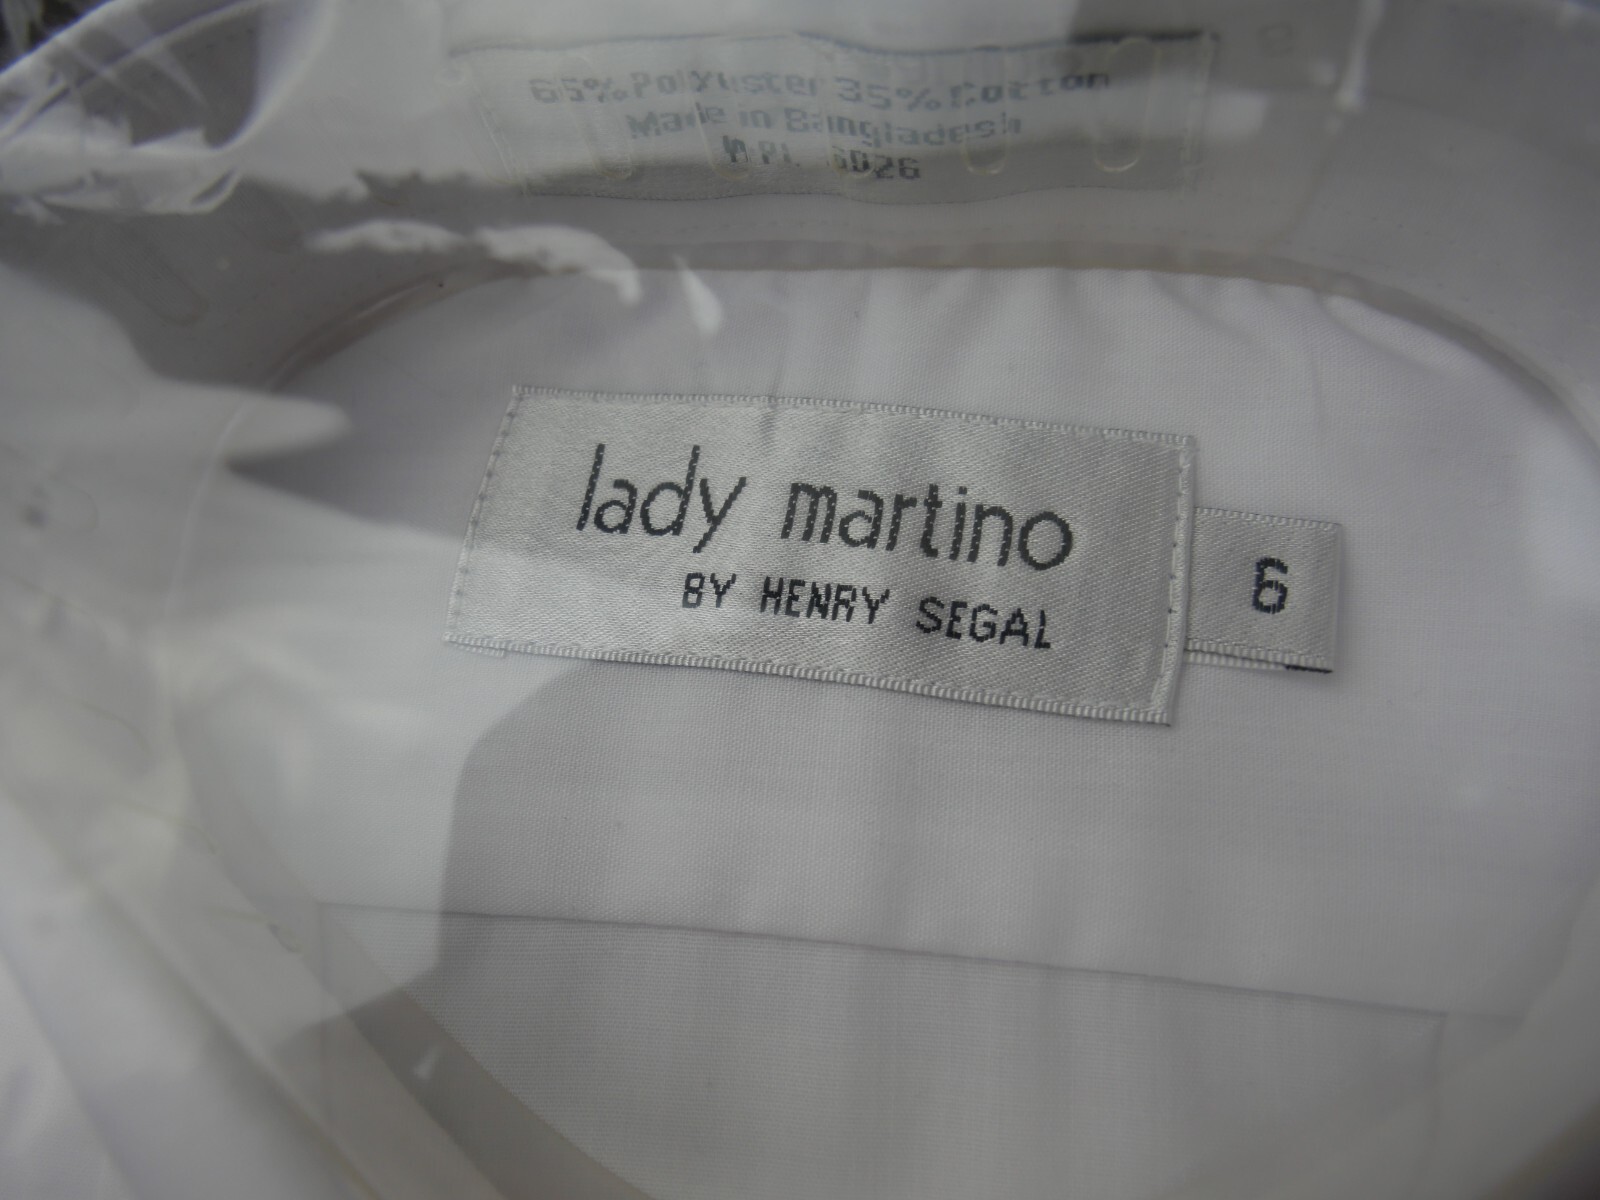 65% Polyester 35% Cotton
Made in Bangladesh
lady martino
BY HENRY SEGAL
6